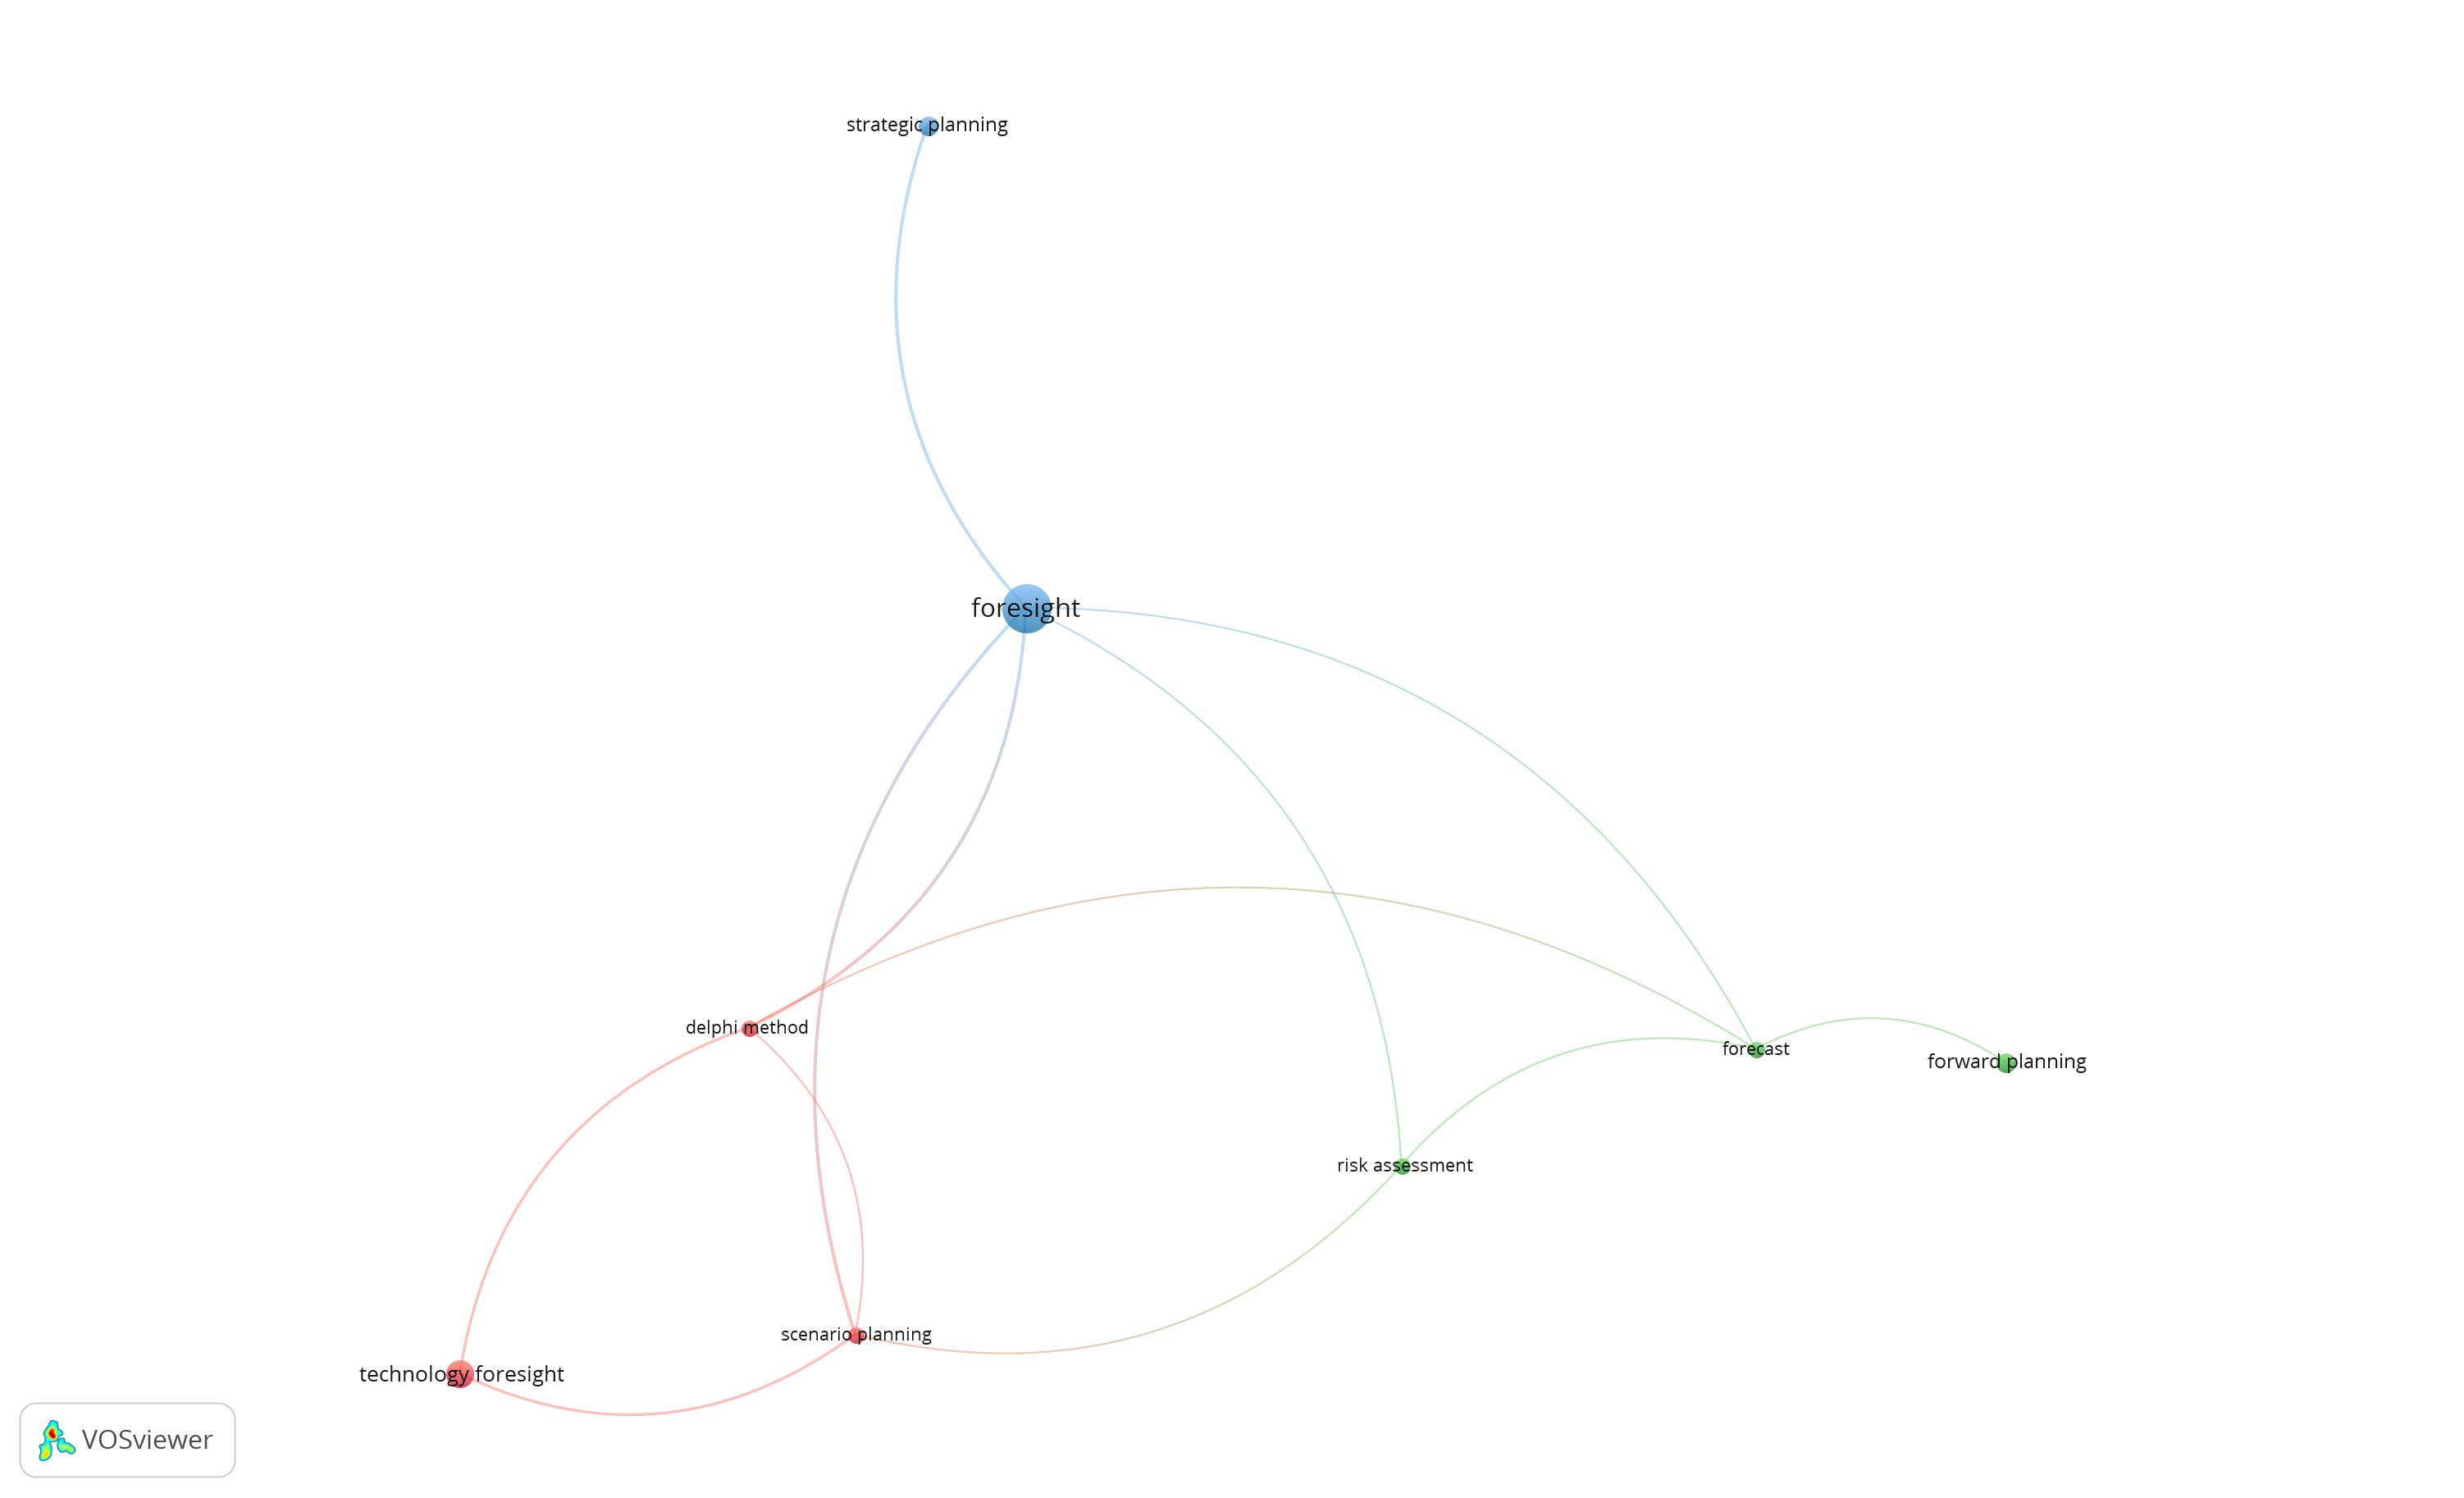 strategic planning
foresight
delphi method
forecast
forward planning
risk assessment
scenario planning
technology foresight
VOSviewer